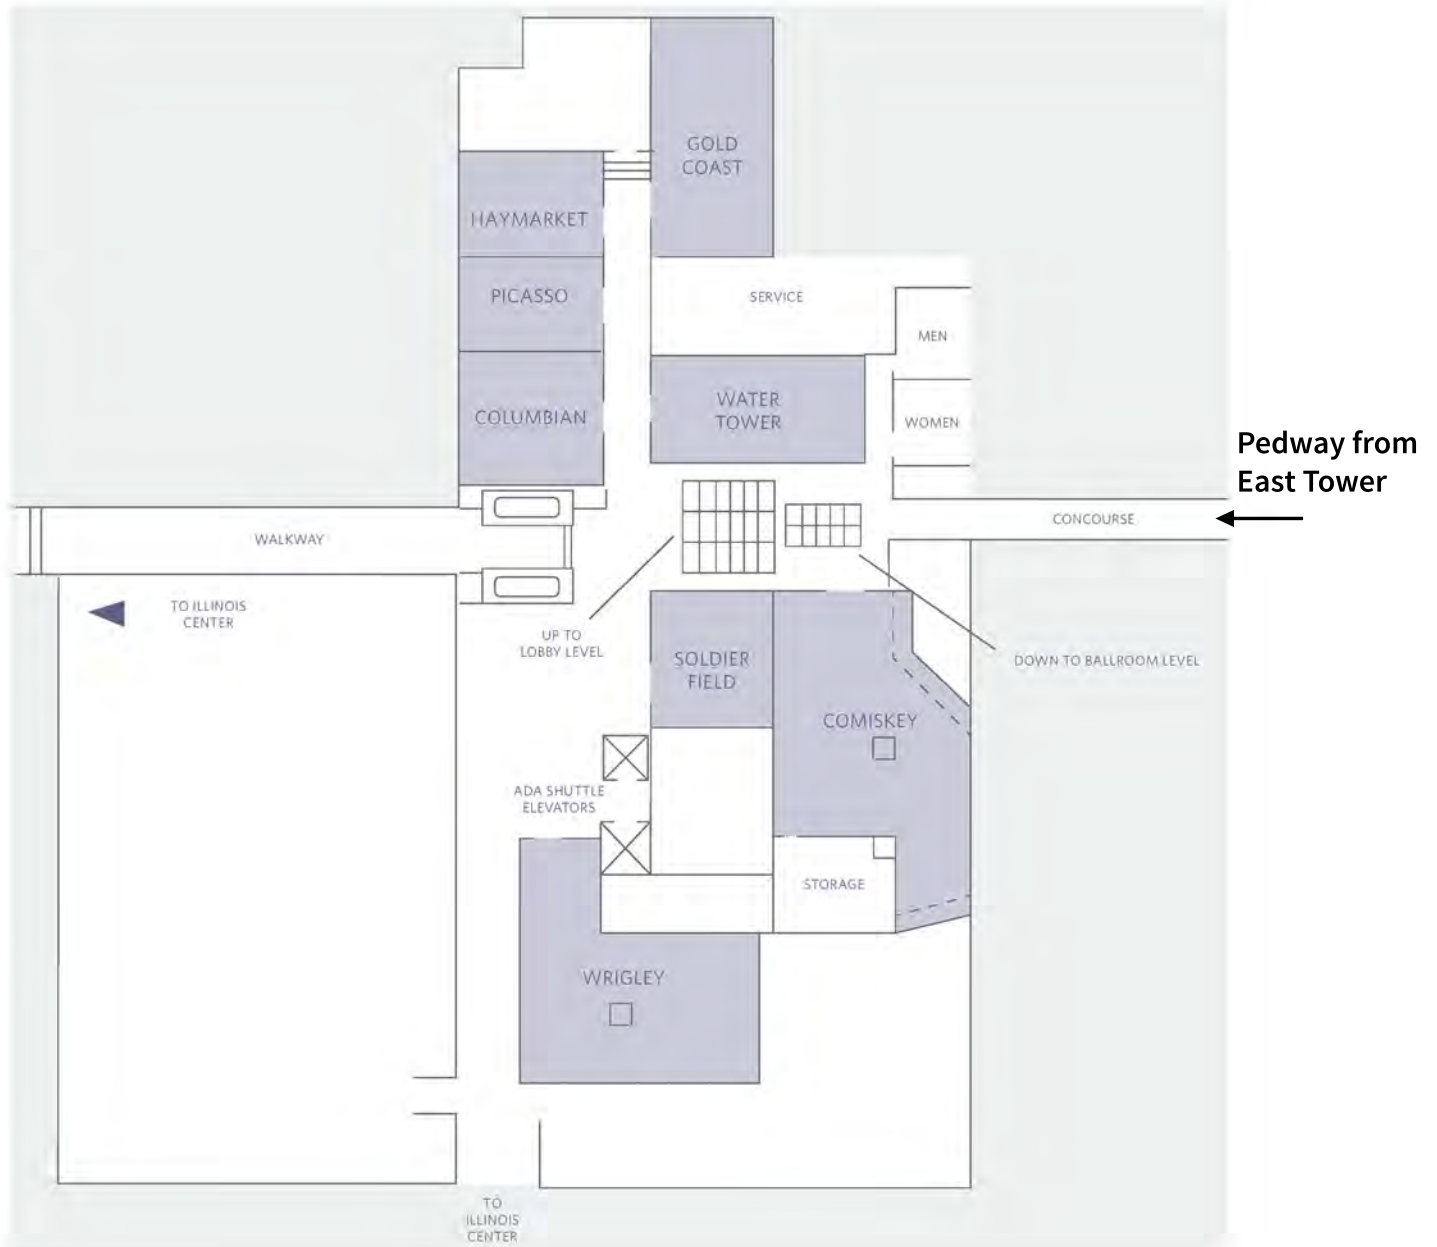 GOLD
COAST
HAYMARKET
PICASSO
SERVICE
MEN
WATER
TOWER
COLUMBIAN
WOMEN
Pedway from
East Tower
CONCOURSE
WALKWAY
TO ILLINOIS
CENTER
UP TO
LOBBY LEVEL
SOLDIER
FIELD
DOWN TO BALLROOM LEVEL
COMISKEY
ADA SHUTTLE
ELEVATORS
STORAGE
WRIGLEY
TO
ILLINOIS
CENTER